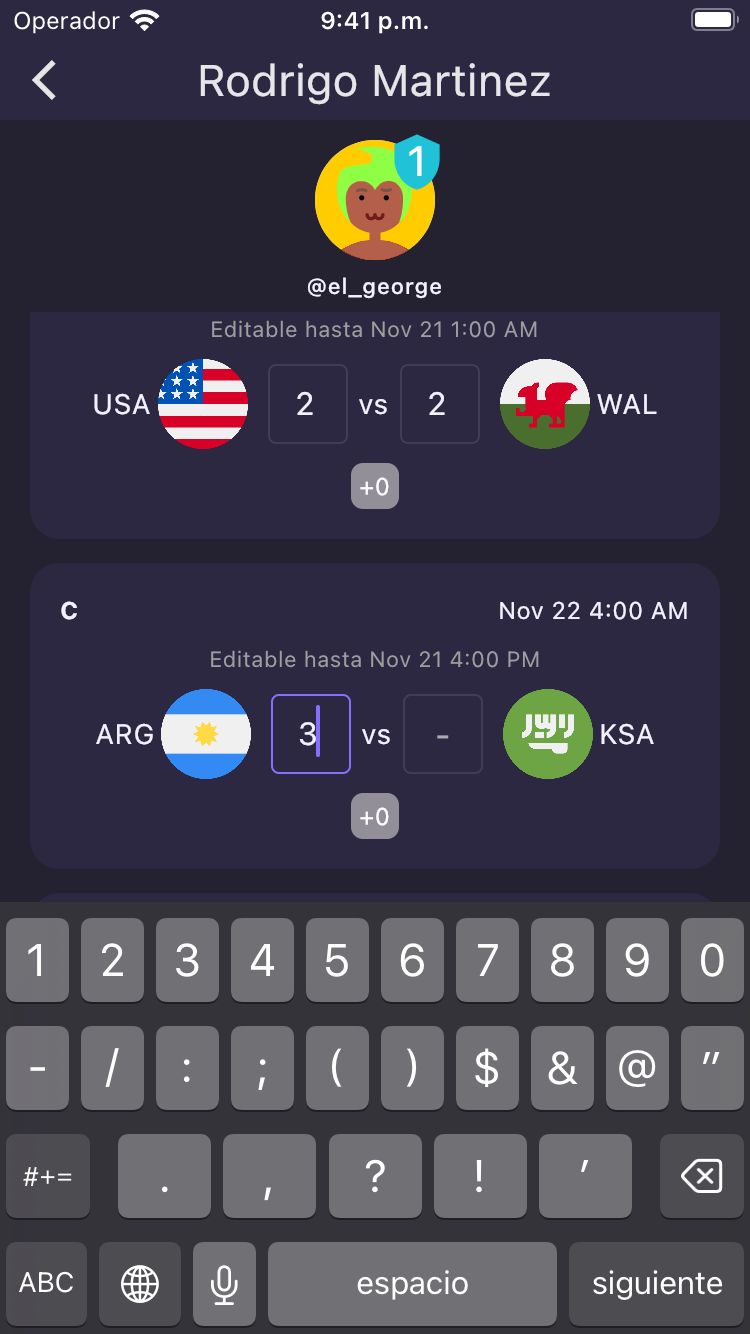 Operador 9:41 p.m.
Rodrigo Martinez
1
@el_george
Editable hasta Nov 21 1:00 AM
USA 2 vs 2 WAL
+0
C Nov 22 4:00 AM
Editable hasta Nov 21 4:00 PM
ARG 3 vs - KSA
+0
1 2 3 4 5 6 7 8 9 0
- / : ; ( ) $ & @ "
#+= . , ? ! '
ABC espacio siguiente